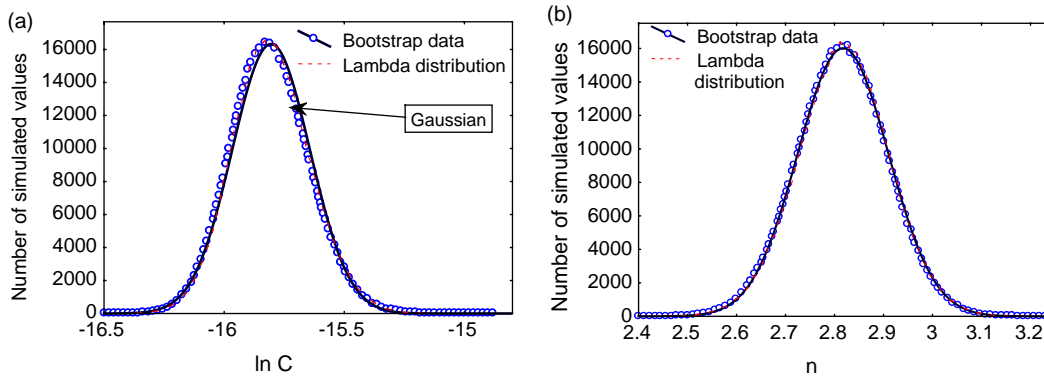 (a)
Number of simulated values
16000
14000
12000
10000
8000
6000
4000
2000
0
-16.5
-16
-15.5
-15
ln C
Bootstrap data
Lambda distribution
Gaussian
(b)
Number of simulated values
16000
14000
12000
10000
8000
6000
4000
2000
0
2.4
2.5
2.6
2.7
2.8
2.9
3
3.1
3.2
n
Bootstrap data
Lambda
distribution